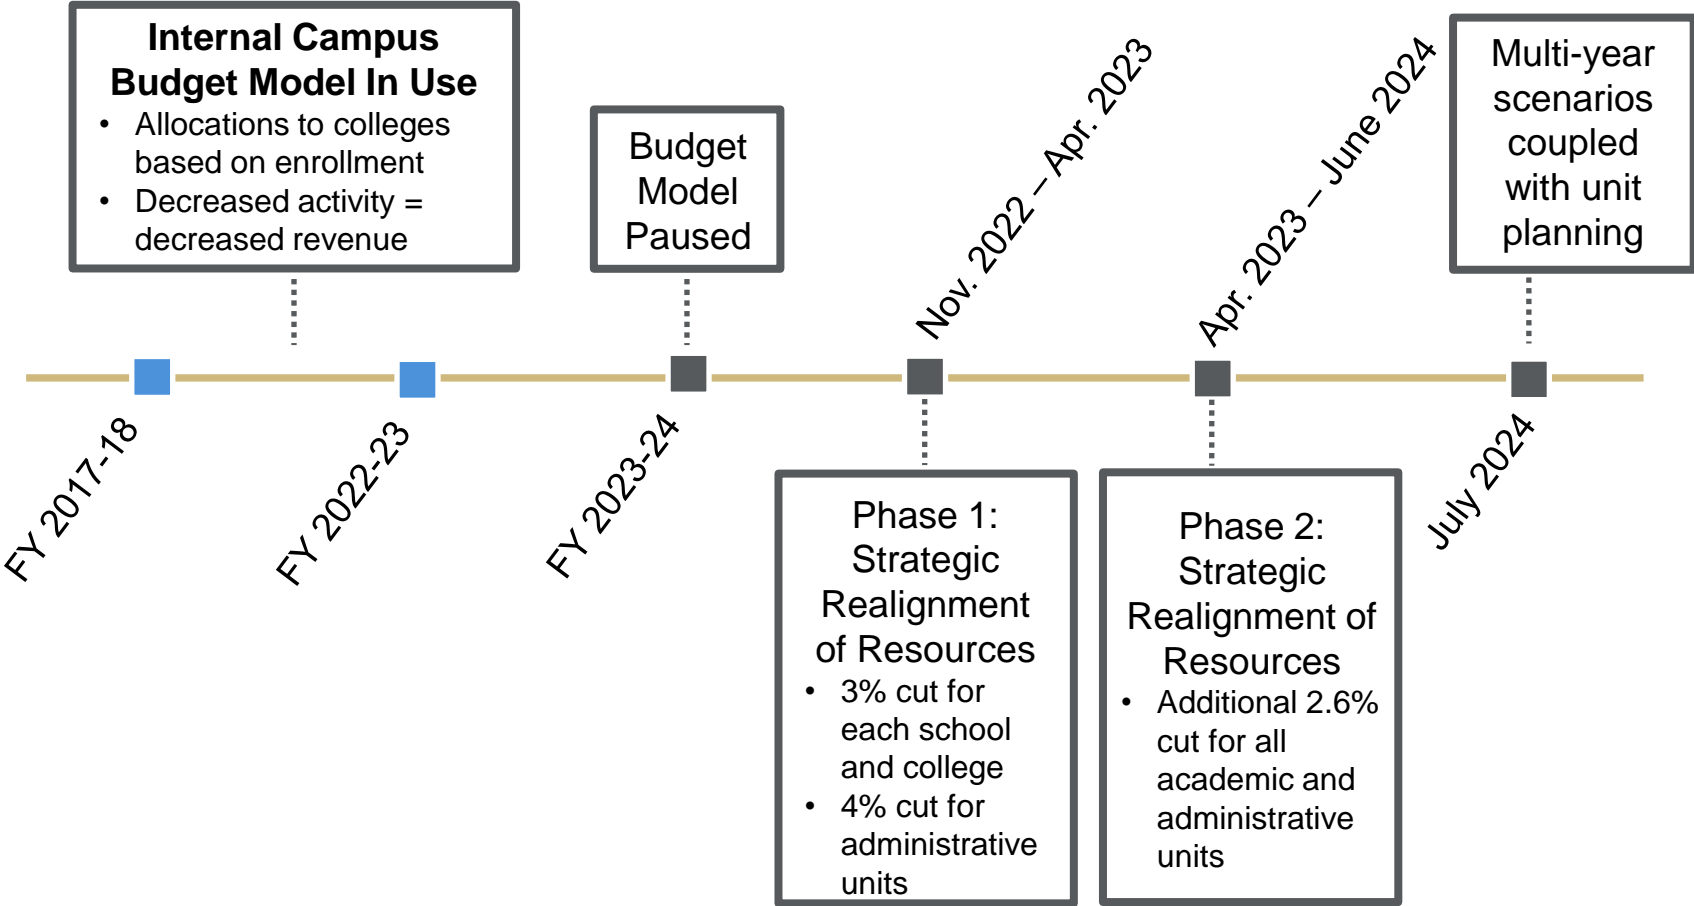 Internal Campus
Budget Model In Use
• Allocations to colleges
based on enrollment
• Decreased activity =
decreased revenue
Budget
Model
Paused
Nov. 2022 – Apr. 2023
Apr. 2023 – June 2024
Multi-year
scenarios
coupled
with unit
planning
FY 2017-18
FY 2022-23
FY 2023-24
July 2024
Phase 1:
Strategic
Realignment
of Resources
• 3% cut for
each school
and college
• 4% cut for
administrative
units
Phase 2:
Strategic
Realignment of
Resources
• Additional 2.6%
cut for all
academic and
administrative
units